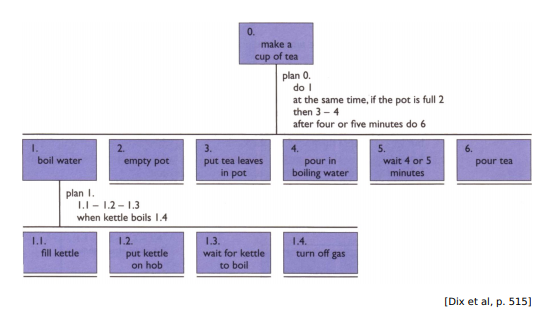 0.
make a
cup of tea
plan 0.
do 1
at the same time, if the pot is full 2
then 3 – 4
after four or five minutes do 6
1.
boil water
2.
empty pot
3.
put tea leaves
in pot
4.
pour in
boiling water
5.
wait 4 or 5
minutes
6.
pour tea
plan 1.
1.1 – 1.2 – 1.3
when kettle boils 1.4
1.1.
fill kettle
1.2.
put kettle
on hob
1.3.
wait for kettle
to boil
1.4.
turn off gas
[Dix et al, p. 515]